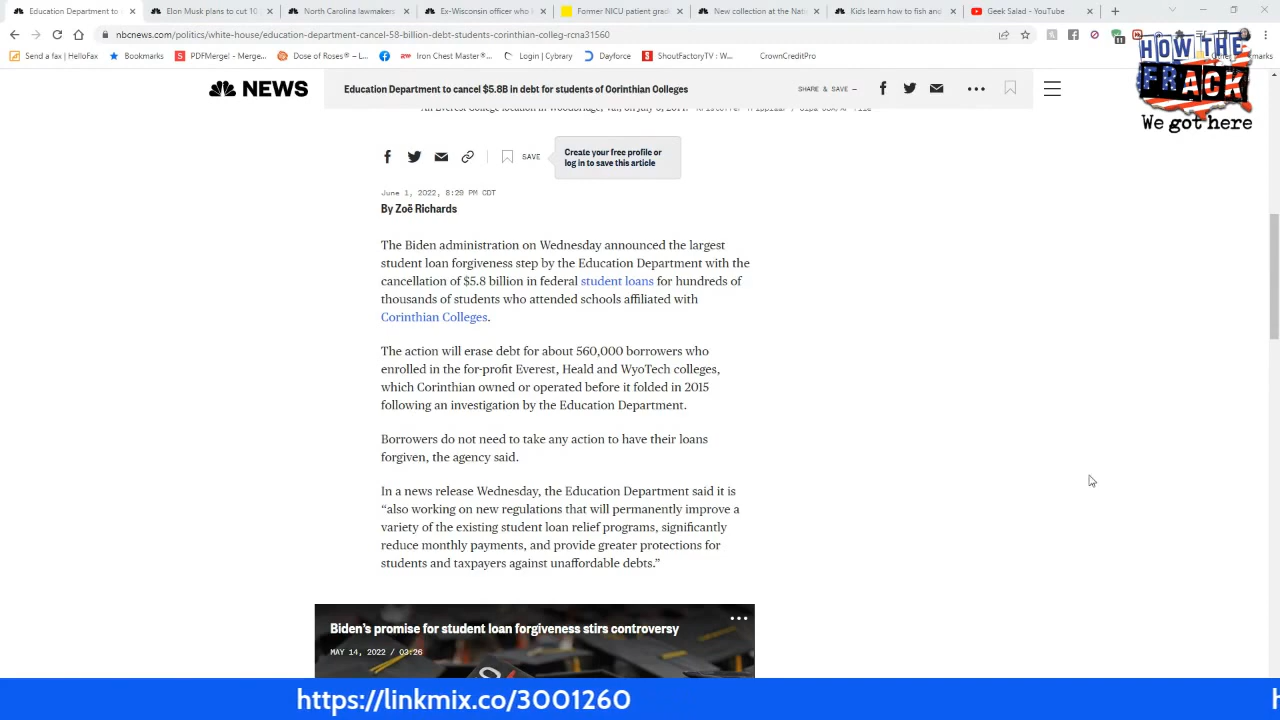 Education Department to
Elon Musk plans to cut 10
North Carolina lawmakers
Ex-Wisconsin officer who
Former NICU patient grad
New collection at the Nati
Kids learn how to fish and
Geek Salad - YouTube
nbcnews.com/politics/white-house/education-department-cancel-58-billion-debt-students-corinthian-colleg-rcna31560
Send a fax | HelloFax
Bookmarks
PDFMerge! - Merge...
Dose of Roses® – L...
Iron Chest Master®...
Login | Gynery
Dayforce
ShoutFactoryTV : W...
CrownCreditPro
HOW THE
FRACK
We got here
NEWS
Education Department to cancel $5.8B in debt for students of Corinthian Colleges
SHARE & SAVE —
SAVE
Create your free profile or
log in to save this article
June 1, 2022, 8:29 PM CDT
By Zoë Richards
The Biden administration on Wednesday announced the largest
student loan forgiveness step by the Education Department with the
cancellation of $5.8 billion in federal student loans for hundreds of
thousands of students who attended schools affiliated with
Corinthian Colleges.
The action will erase debt for about 560,000 borrowers who
enrolled in the for-profit Everest, Heald and WyoTech colleges,
which Corinthian owned or operated before it folded in 2015
following an investigation by the Education Department.
Borrowers do not need to take any action to have their loans
forgiven, the agency said.
In a news release Wednesday, the Education Department said it is
“also working on new regulations that will permanently improve a
variety of the existing student loan relief programs, significantly
reduce monthly payments, and provide greater protections for
students and taxpayers against unaffordable debts.”
Biden's promise for student loan forgiveness stirs controversy
MAY 14, 2022 / 03:26
https://linkmix.co/3001260